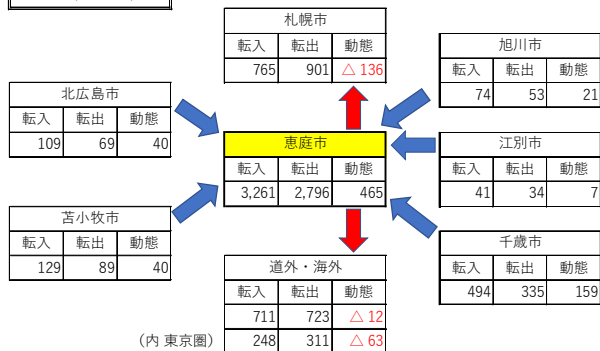 札幌市
転入 転出 動態
765 901 △ 136
旭川市
転入 転出 動態
74 53 21
北広島市
転入 転出 動態
109 69 40
恵庭市
転入 転出 動態
3,261 2,796 465
江別市
転入 転出 動態
41 34 7
苫小牧市
転入 転出 動態
129 89 40
千歳市
転入 転出 動態
494 335 159
道外・海外
転入 転出 動態
711 723 △ 12
(内 東京圏) 248 311 △ 63